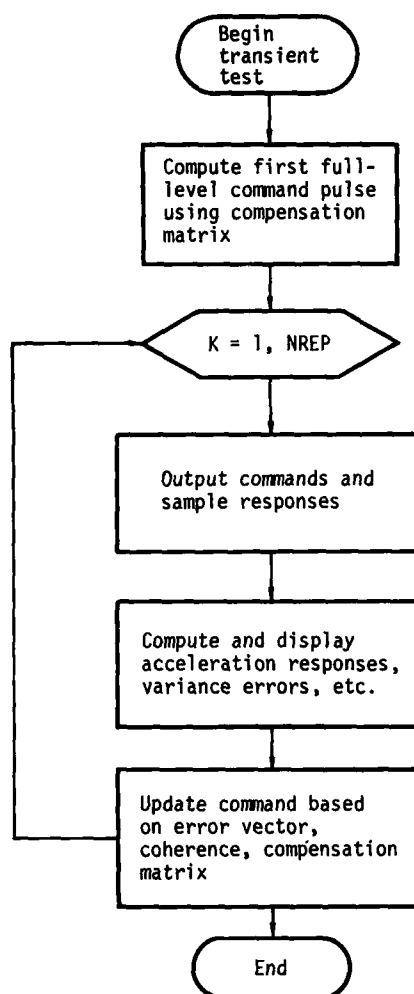 Begin
transient
test
Compute first full-
level command pulse
using compensation
matrix
K = 1, NREP
Output commands and
sample responses
Compute and display
acceleration responses,
variance errors, etc.
Update command based
on error vector,
coherence, compensation
matrix
End